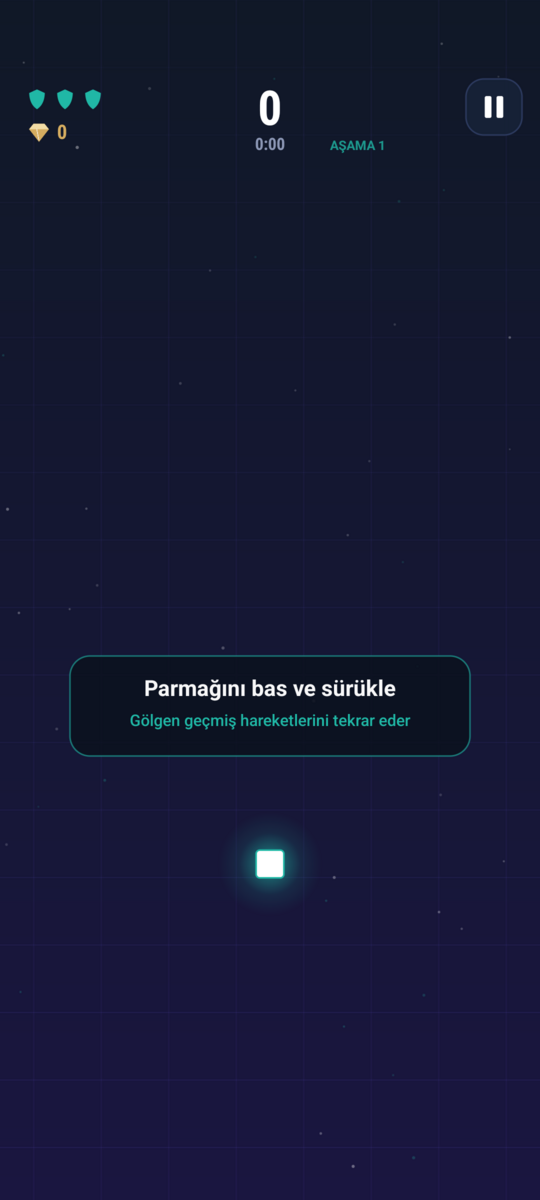 0
0
0:00
AŞAMA 1
Parmağını bas ve sürükle
Gölgen geçmiş hareketlerini tekrar eder